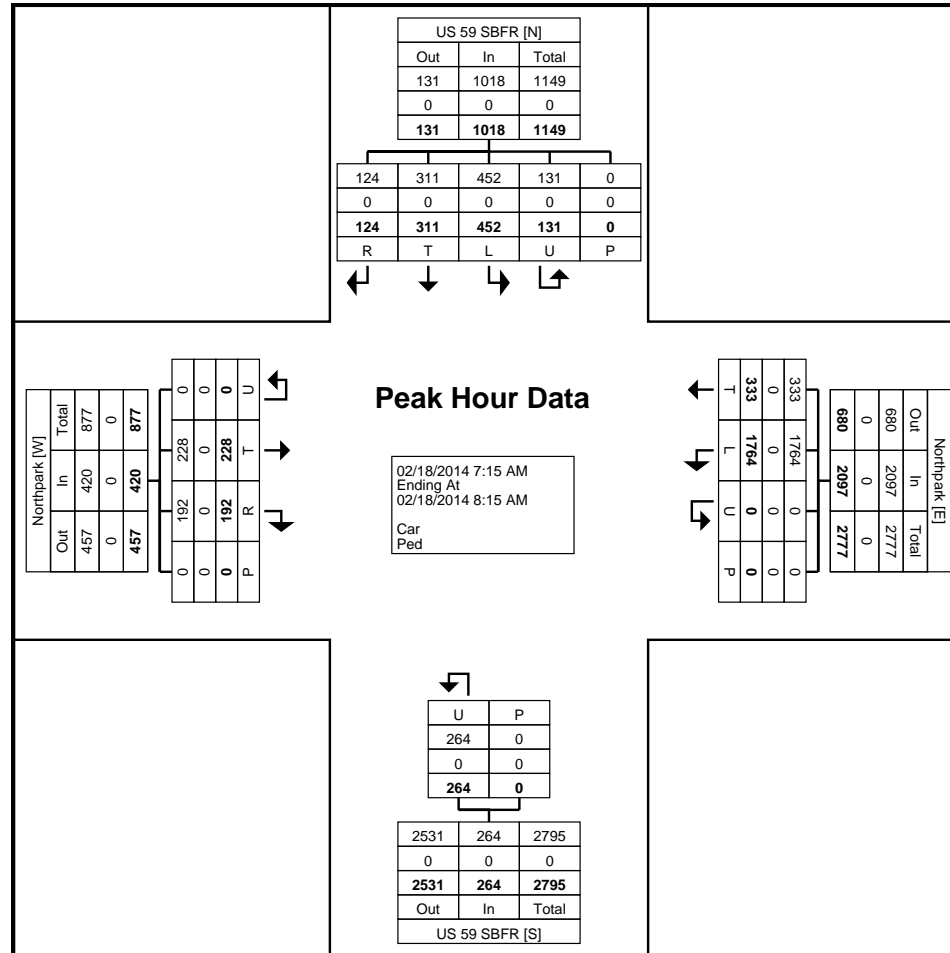 US 59 SBFR [N]
Out In Total
131 1018 1149
0 0 0
131 1018 1149
124 311 452 131 0
0 0 0 0 0
124 311 452 131 0
R T L U P
Northpark [W]
Total In Out
877 420 457
0 0 0
877 420 457
0 228 192 0
0 0 0 0
0 228 192 0
U T R P
Peak Hour Data
02/18/2014 7:15 AM
Ending At
02/18/2014 8:15 AM
Car
Ped
Northpark [E]
Out In Total
680 2097 2777
0 0 0
680 2097 2777
333 1764 0 0
0 0 0 0
333 1764 0 0
T L U P
U P
264 0
0 0
264 0
2531 264 2795
0 0 0
2531 264 2795
Out In Total
US 59 SBFR [S]